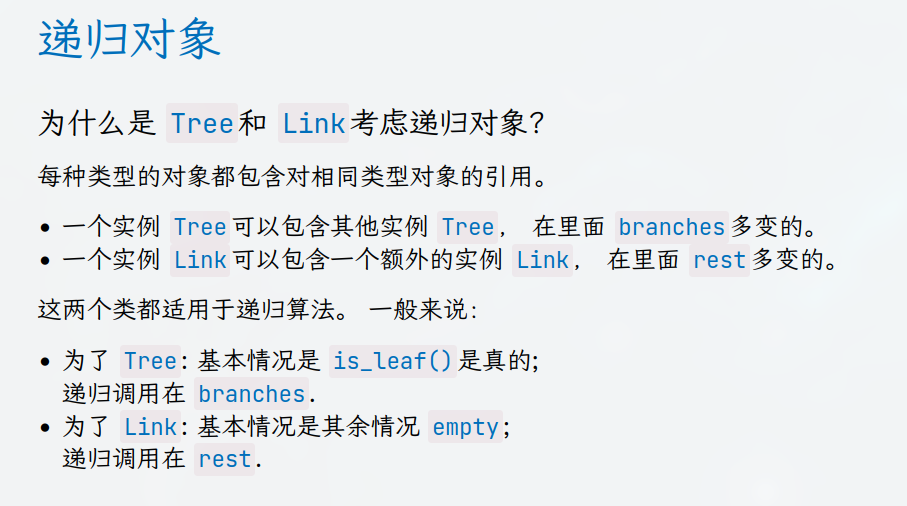 递归对象
为什么是 Tree和 Link考虑递归对象？
每种类型的对象都包含对相同类型对象的引用。
• 一个实例 Tree可以包含其他实例 Tree， 在里面 branches多变的。
• 一个实例 Link可以包含一个额外的实例 Link， 在里面 rest多变的。
这两个类都适用于递归算法。 一般来说：
• 为了 Tree：基本情况是 is_leaf()是真的；
递归调用在 branches.
• 为了 Link：基本情况是其余情况 empty；
递归调用在 rest.